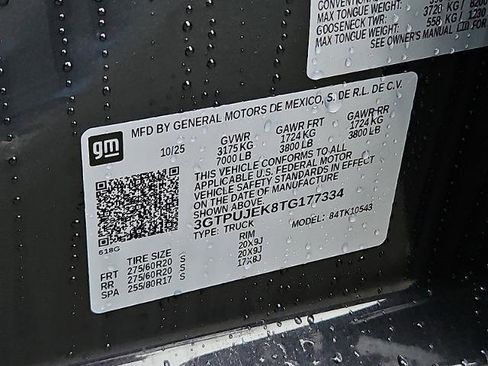 CONVENTIONAL
MAX TONGUE WEIGHT: 3720 KG / 8200
GOOSENECK TWR:
MAX TONGUE WEIGHT: 558 KG / 1230
SEE OWNER'S MANUAL
gm
MFD BY GENERAL MOTORS DE MEXICO, S. DE R.L. DE C.V.
10/25 GVWR GAWR FRT GAWR RR
3175 KG 1724 KG 1724 KG
7000 LB 3800 LB 3800 LB
THIS VEHICLE CONFORMS TO ALL
APPLICABLE U.S. FEDERAL MOTOR
VEHICLE SAFETY STANDARDS IN EFFECT
ON THE DATE OF MANUFACTURE
SHOWN ABOVE.
3GTPUJEK8TG177334
TYPE: TRUCK MODEL: 84TK10543
618G
TIRE SIZE RIM
FRT 275/60R20 S 20X9J
RR 275/60R20 S 20X9J
SPA 255/80R17 S 17X8J